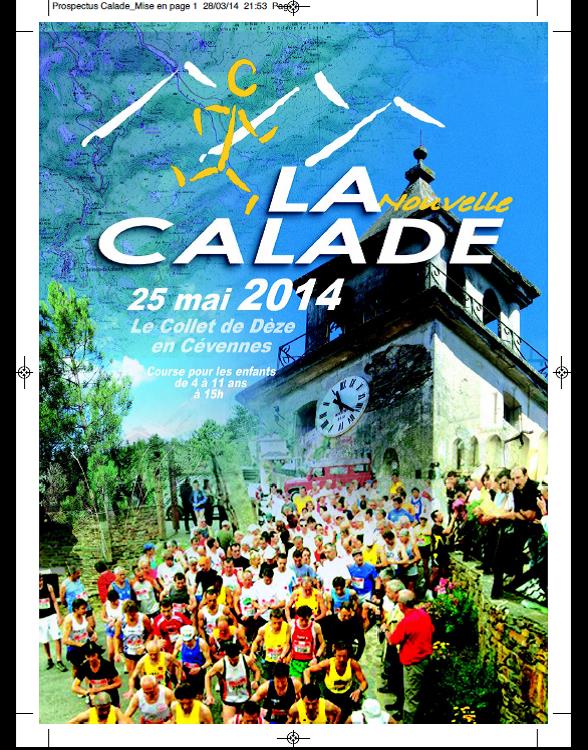 Prospectus Calade_Mise en page 1 28/03/14 21:53
LA
Nouvelle
CALADE
25 mai 2014
Le Collet de Dèze
en Cévennes
Course pour les enfants
de 4 à 11 ans
à 15h